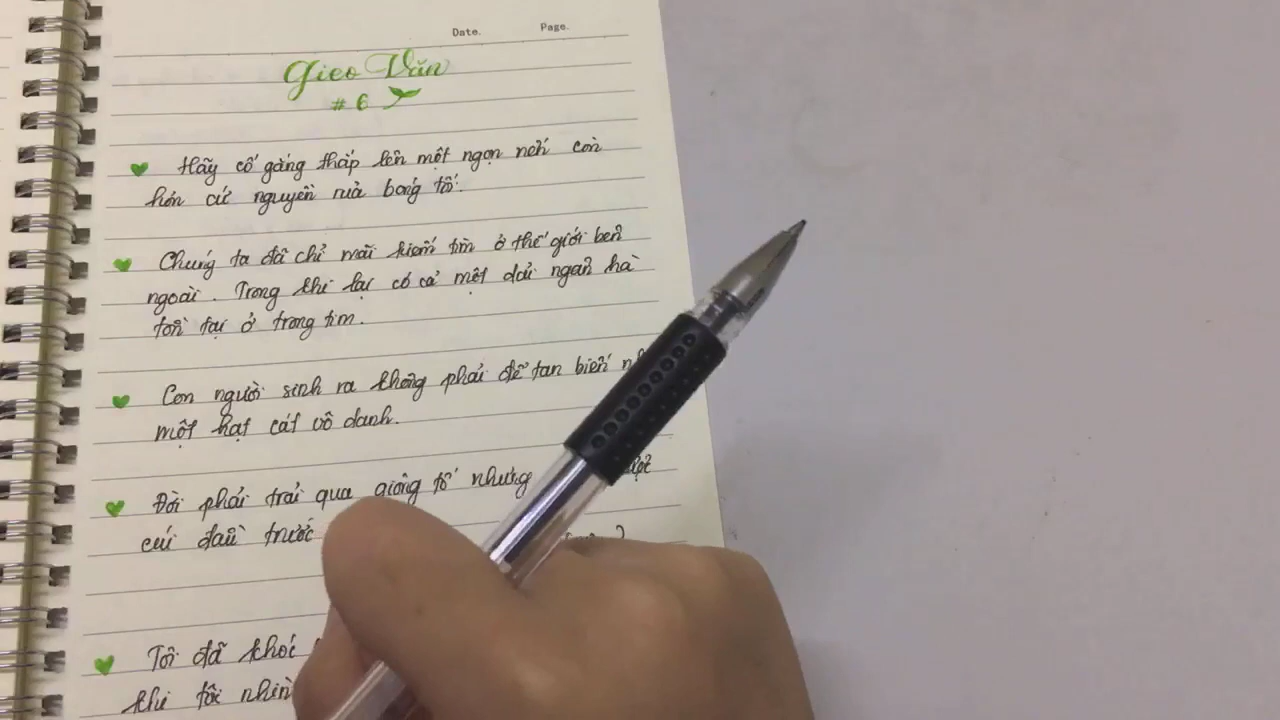 Date. Page.
Gieo Văn
# 6
Hãy cố gắng thắp lên một ngọn nến còn
hơn cứ nguyền rủa bóng tối.
Chúng ta đã chỉ mãi kiếm tìm ở thế giới bên
ngoài. Trong khi lại có cả một dải ngân hà
tồn tại ở trong tim.
Con người sinh ra không phải để tan biến
một hạt cát vô danh.
Đời phải trải qua giông tố nhưng
cúi đầu trước
Tôi đã khóc
khi tôi nhìn